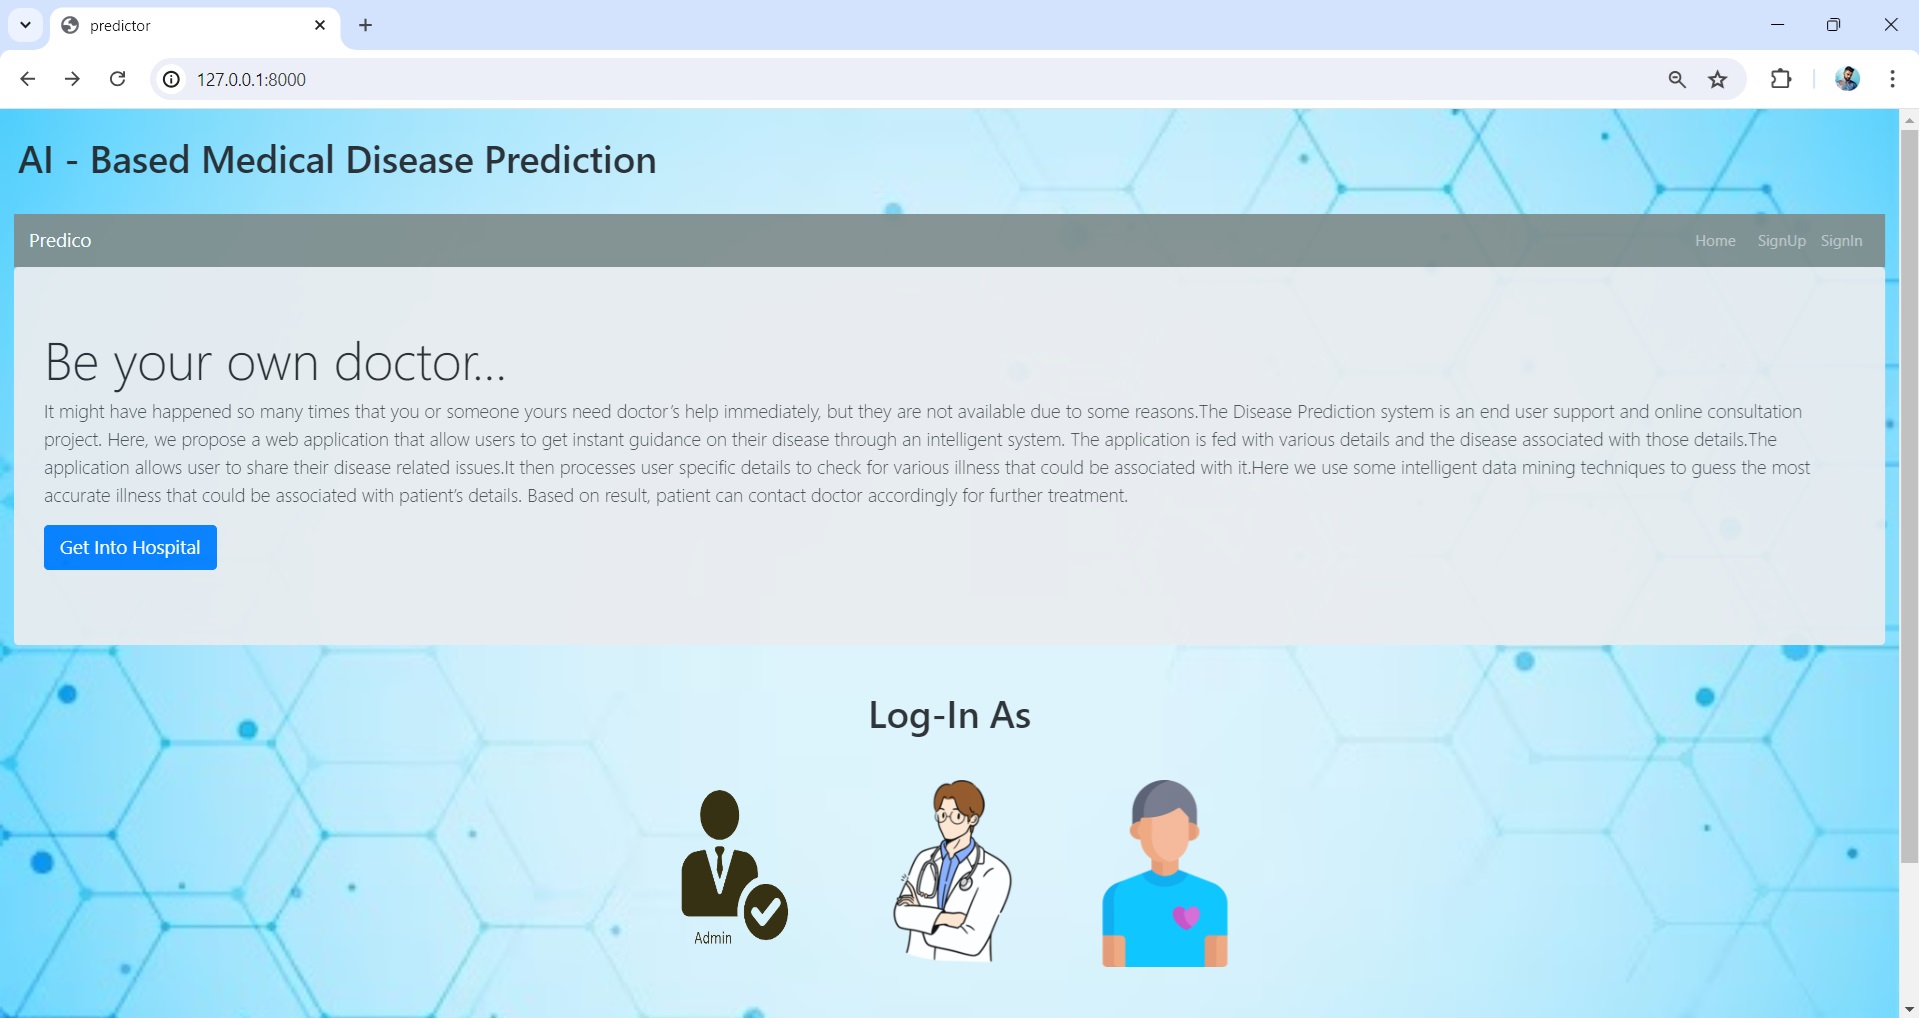 predictor
127.0.0.1:8000
AI - Based Medical Disease Prediction
Predico
Home SignUp SignIn
Be your own doctor...
It might have happened so many times that you or someone yours need doctor's help immediately, but they are not available due to some reasons.The Disease Prediction system is an end user support and online consultation
project. Here, we propose a web application that allow users to get instant guidance on their disease through an intelligent system. The application is fed with various details and the disease associated with those details.The
application allows user to share their disease related issues.It then processes user specific details to check for various illness that could be associated with it.Here we use some intelligent data mining techniques to guess the most
accurate illness that could be associated with patient's details. Based on result, patient can contact doctor accordingly for further treatment.
Get Into Hospital
Log-In As
Admin